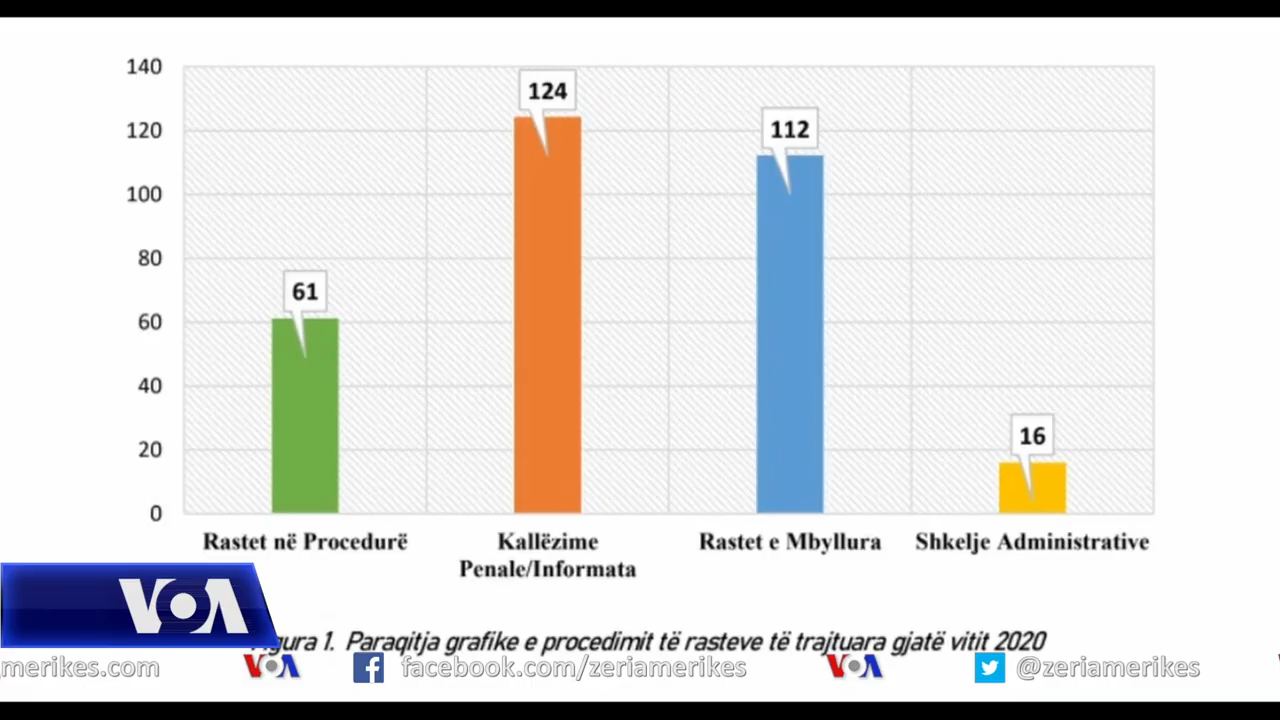 140
120
100
80
60
40
20
0
61
124
112
16
Rastet në Procedurë
Kallëzime
Penale/Informata
Rastet e Mbyllura
Shkelje Administrative
VOA
1. Paraqitja grafike e procedimit të rasteve të trajtuara gjatë vitit 2020
merikes.com VOA facebook.com/zeriamerikes VOA @zeriamerikes